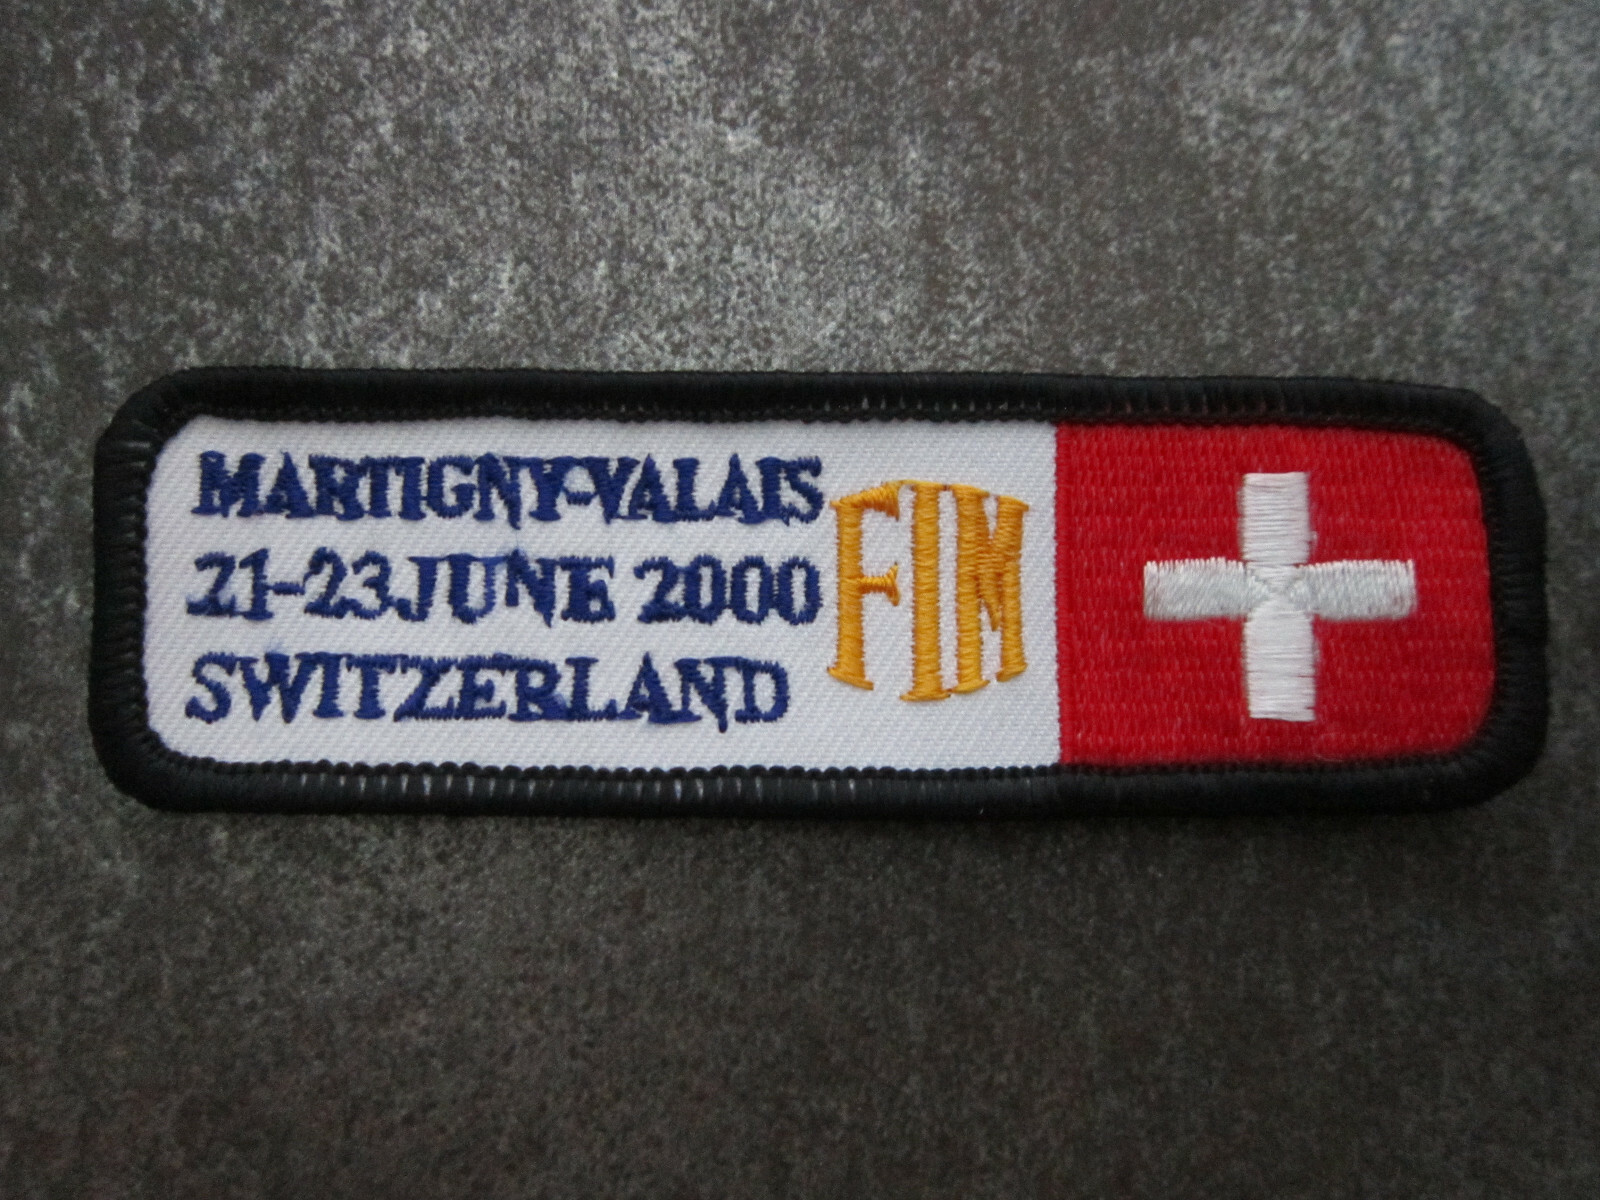 MARTIGNY-VALAIS
21-23 JUNE 2000
SWITZERLAND
FIM